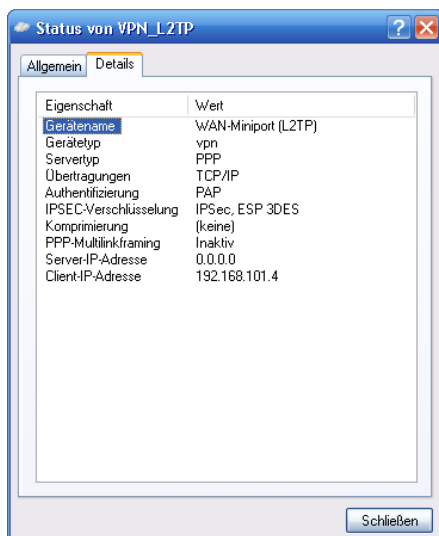 Status von VPN_L2TP
Allgemein Details
Eigenschaft Wert
Gerätename WAN-Miniport (L2TP)
Gerätetyp vpn
Servertyp PPP
Übertragungen TCP/IP
Authentifizierung PAP
IPSEC-Verschlüsselung IPSec, ESP 3DES
Komprimierung (keine)
PPP-Multilinkframing Inaktiv
Server-IP-Adresse 0.0.0.0
Client-IP-Adresse 192.168.101.4
Schließen